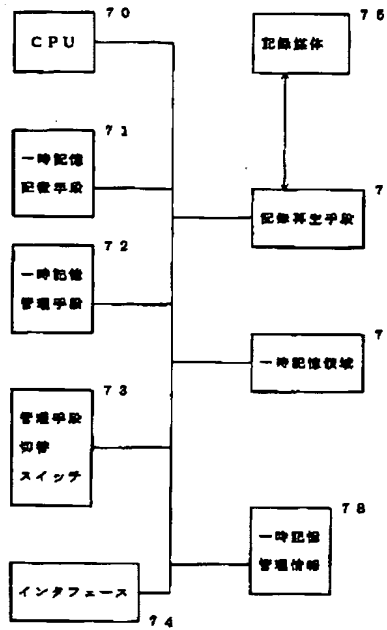 70
CPU
75
記録媒体
71
一時記憶
記憶手段
7
記録再生手段
72
一時記憶
管理手段
7
一時記憶領域
73
管理手段
切替
スイッチ
78
一時記憶
管理情報
インタフェース
74